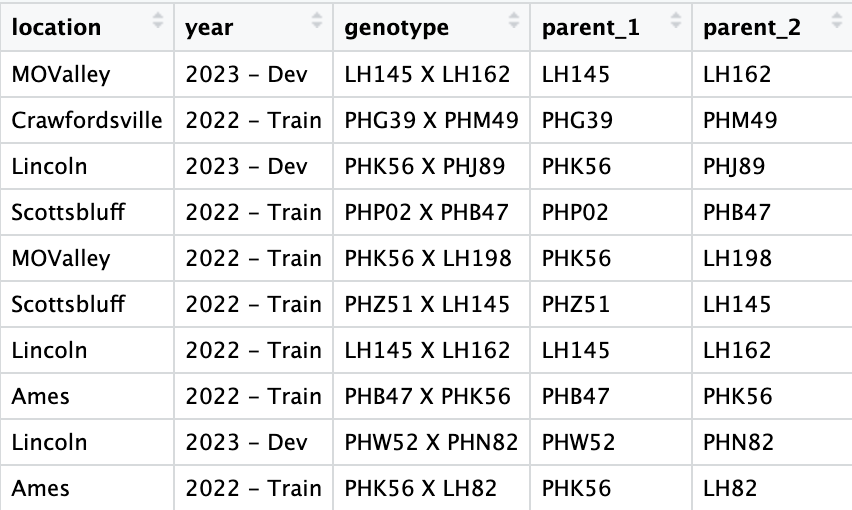 location year genotype parent_1 parent_2
MOValley 2023 – Dev LH145 X LH162 LH145 LH162
Crawfordsville 2022 – Train PHG39 X PHM49 PHG39 PHM49
Lincoln 2023 – Dev PHK56 X PHJ89 PHK56 PHJ89
Scottsbluff 2022 – Train PHP02 X PHB47 PHP02 PHB47
MOValley 2022 – Train PHK56 X LH198 PHK56 LH198
Scottsbluff 2022 – Train PHZ51 X LH145 PHZ51 LH145
Lincoln 2022 – Train LH145 X LH162 LH145 LH162
Ames 2022 – Train PHB47 X PHK56 PHB47 PHK56
Lincoln 2023 – Dev PHW52 X PHN82 PHW52 PHN82
Ames 2022 – Train PHK56 X LH82 PHK56 LH82